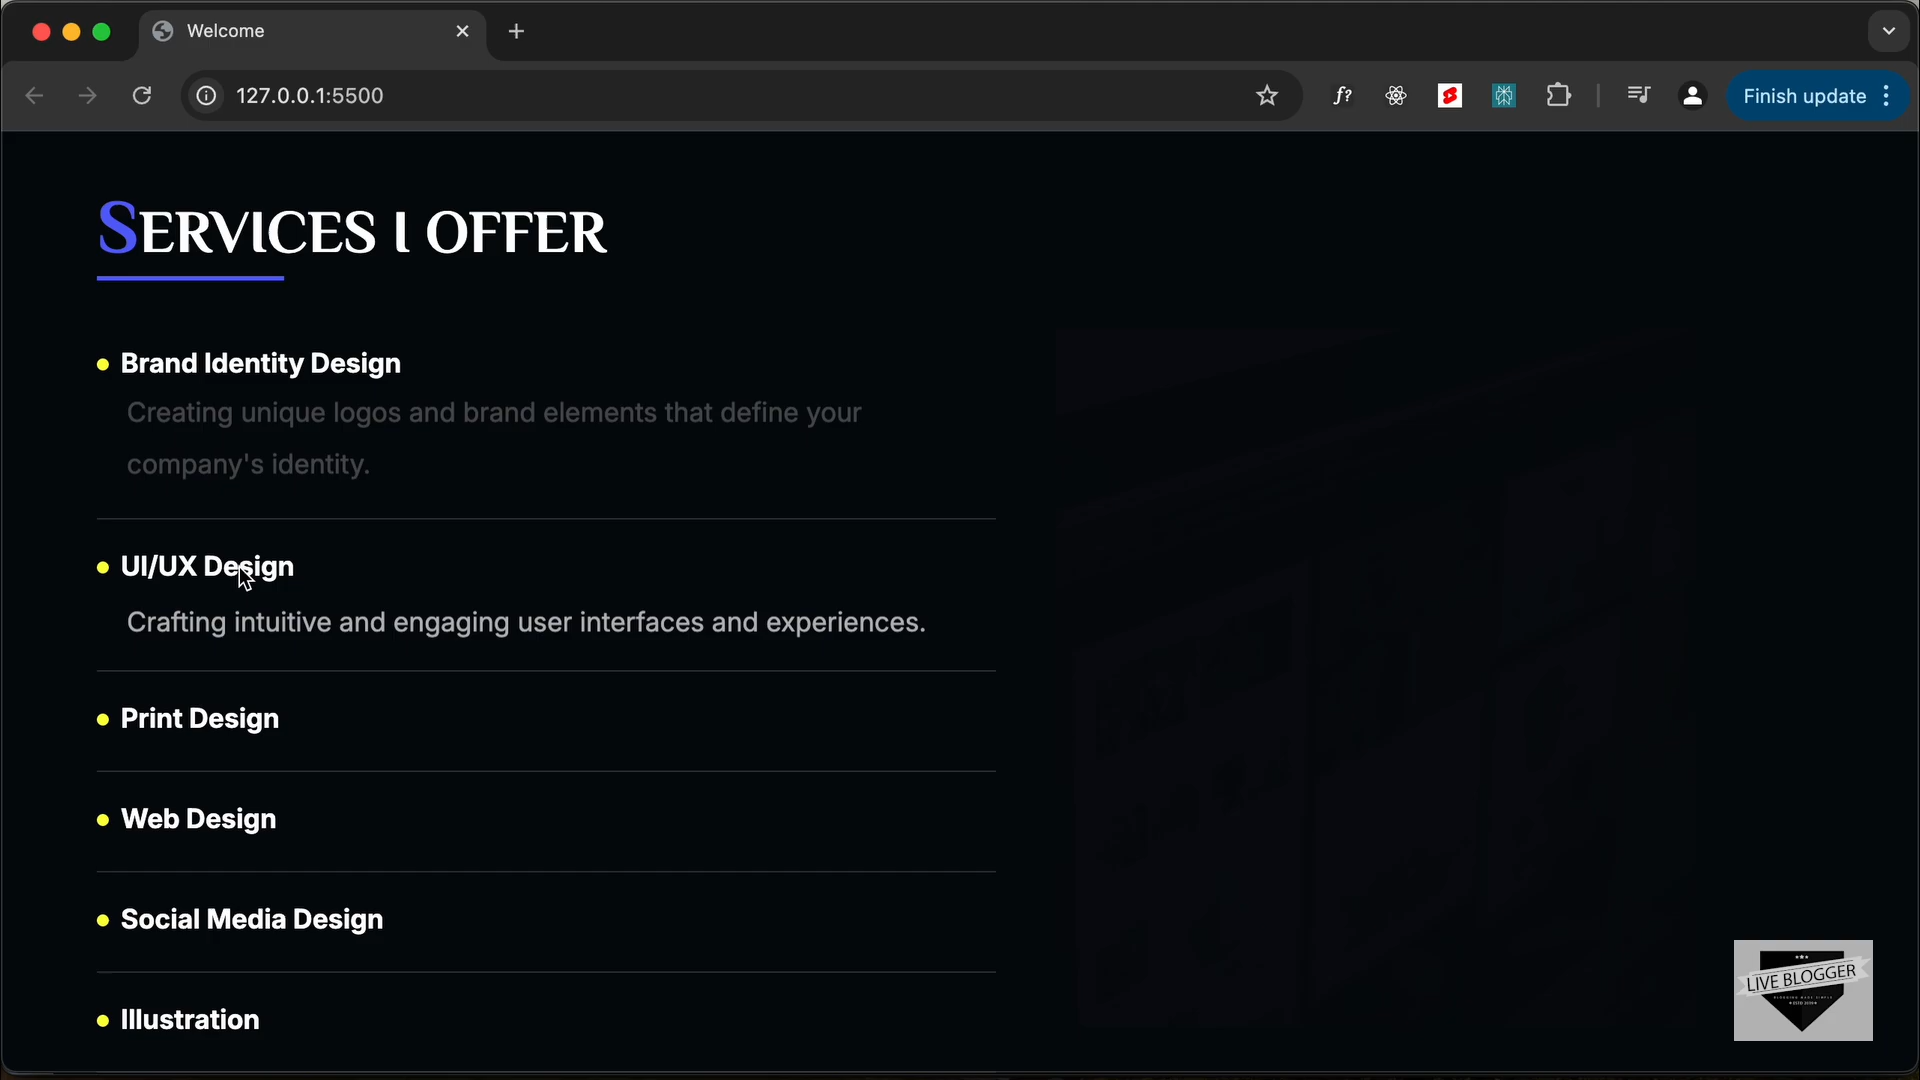 Welcome
127.0.0.1:5500
f?
Finish update
SERVICES I OFFER
Brand Identity Design
Creating unique logos and brand elements that define your
company's identity.
UI/UX Design
Crafting intuitive and engaging user interfaces and experiences.
Print Design
Web Design
Social Media Design
Illustration
LIVE BLOGGER